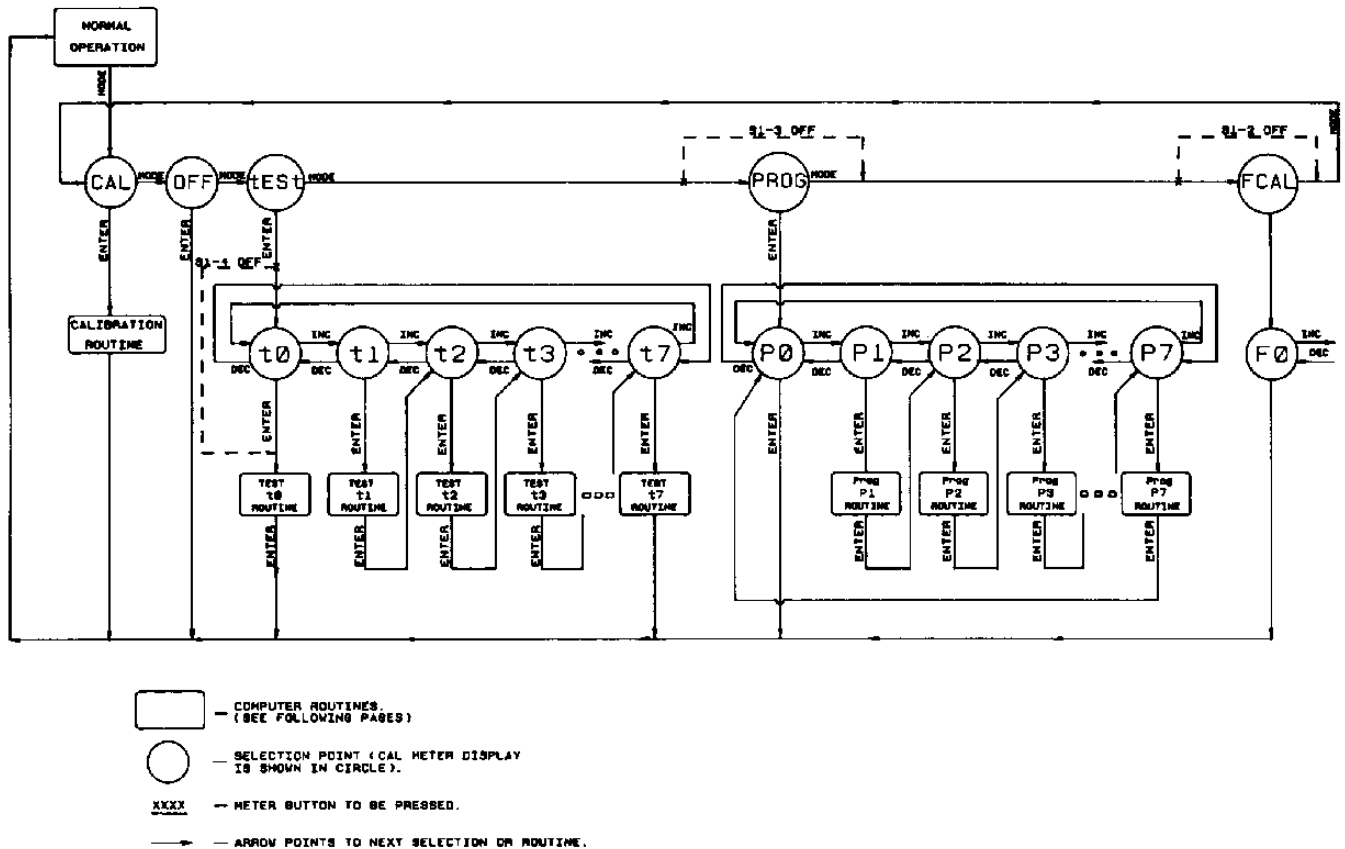 NORMAL
OPERATION
MODE
MODE
S1-3 OFF
S1-2 OFF
CAL
MODE
OFF
MODE
tESt
MODE
PROG
MODE
FCAL
ENTER
ENTER
ENTER
ENTER
S1-4 OFF
CALIBRATION
ROUTINE
t0
INC
DEC
t1
INC
DEC
t2
INC
DEC
t3
INC
DEC
t7
INC
DEC
P0
INC
DEC
P1
INC
DEC
P2
INC
DEC
P3
INC
DEC
P7
INC
DEC
F0
INC
DEC
ENTER
ENTER
ENTER
ENTER
ENTER
ENTER
ENTER
ENTER
ENTER
ENTER
TEST
t0
ROUTINE
TEST
t1
ROUTINE
TEST
t2
ROUTINE
TEST
t3
ROUTINE
TEST
t7
ROUTINE
Prog
P1
ROUTINE
Prog
P2
ROUTINE
Prog
P3
ROUTINE
Prog
P7
ROUTINE
ENTER
ENTER
ENTER
ENTER
ENTER
ENTER
ENTER
ENTER
ENTER
— COMPUTER ROUTINES.
(SEE FOLLOWING PAGES)
— SELECTION POINT (CAL METER DISPLAY
IS SHOWN IN CIRCLE).
XXXX — METER BUTTON TO BE PRESSED.
— ARROW POINTS TO NEXT SELECTION OR ROUTINE.